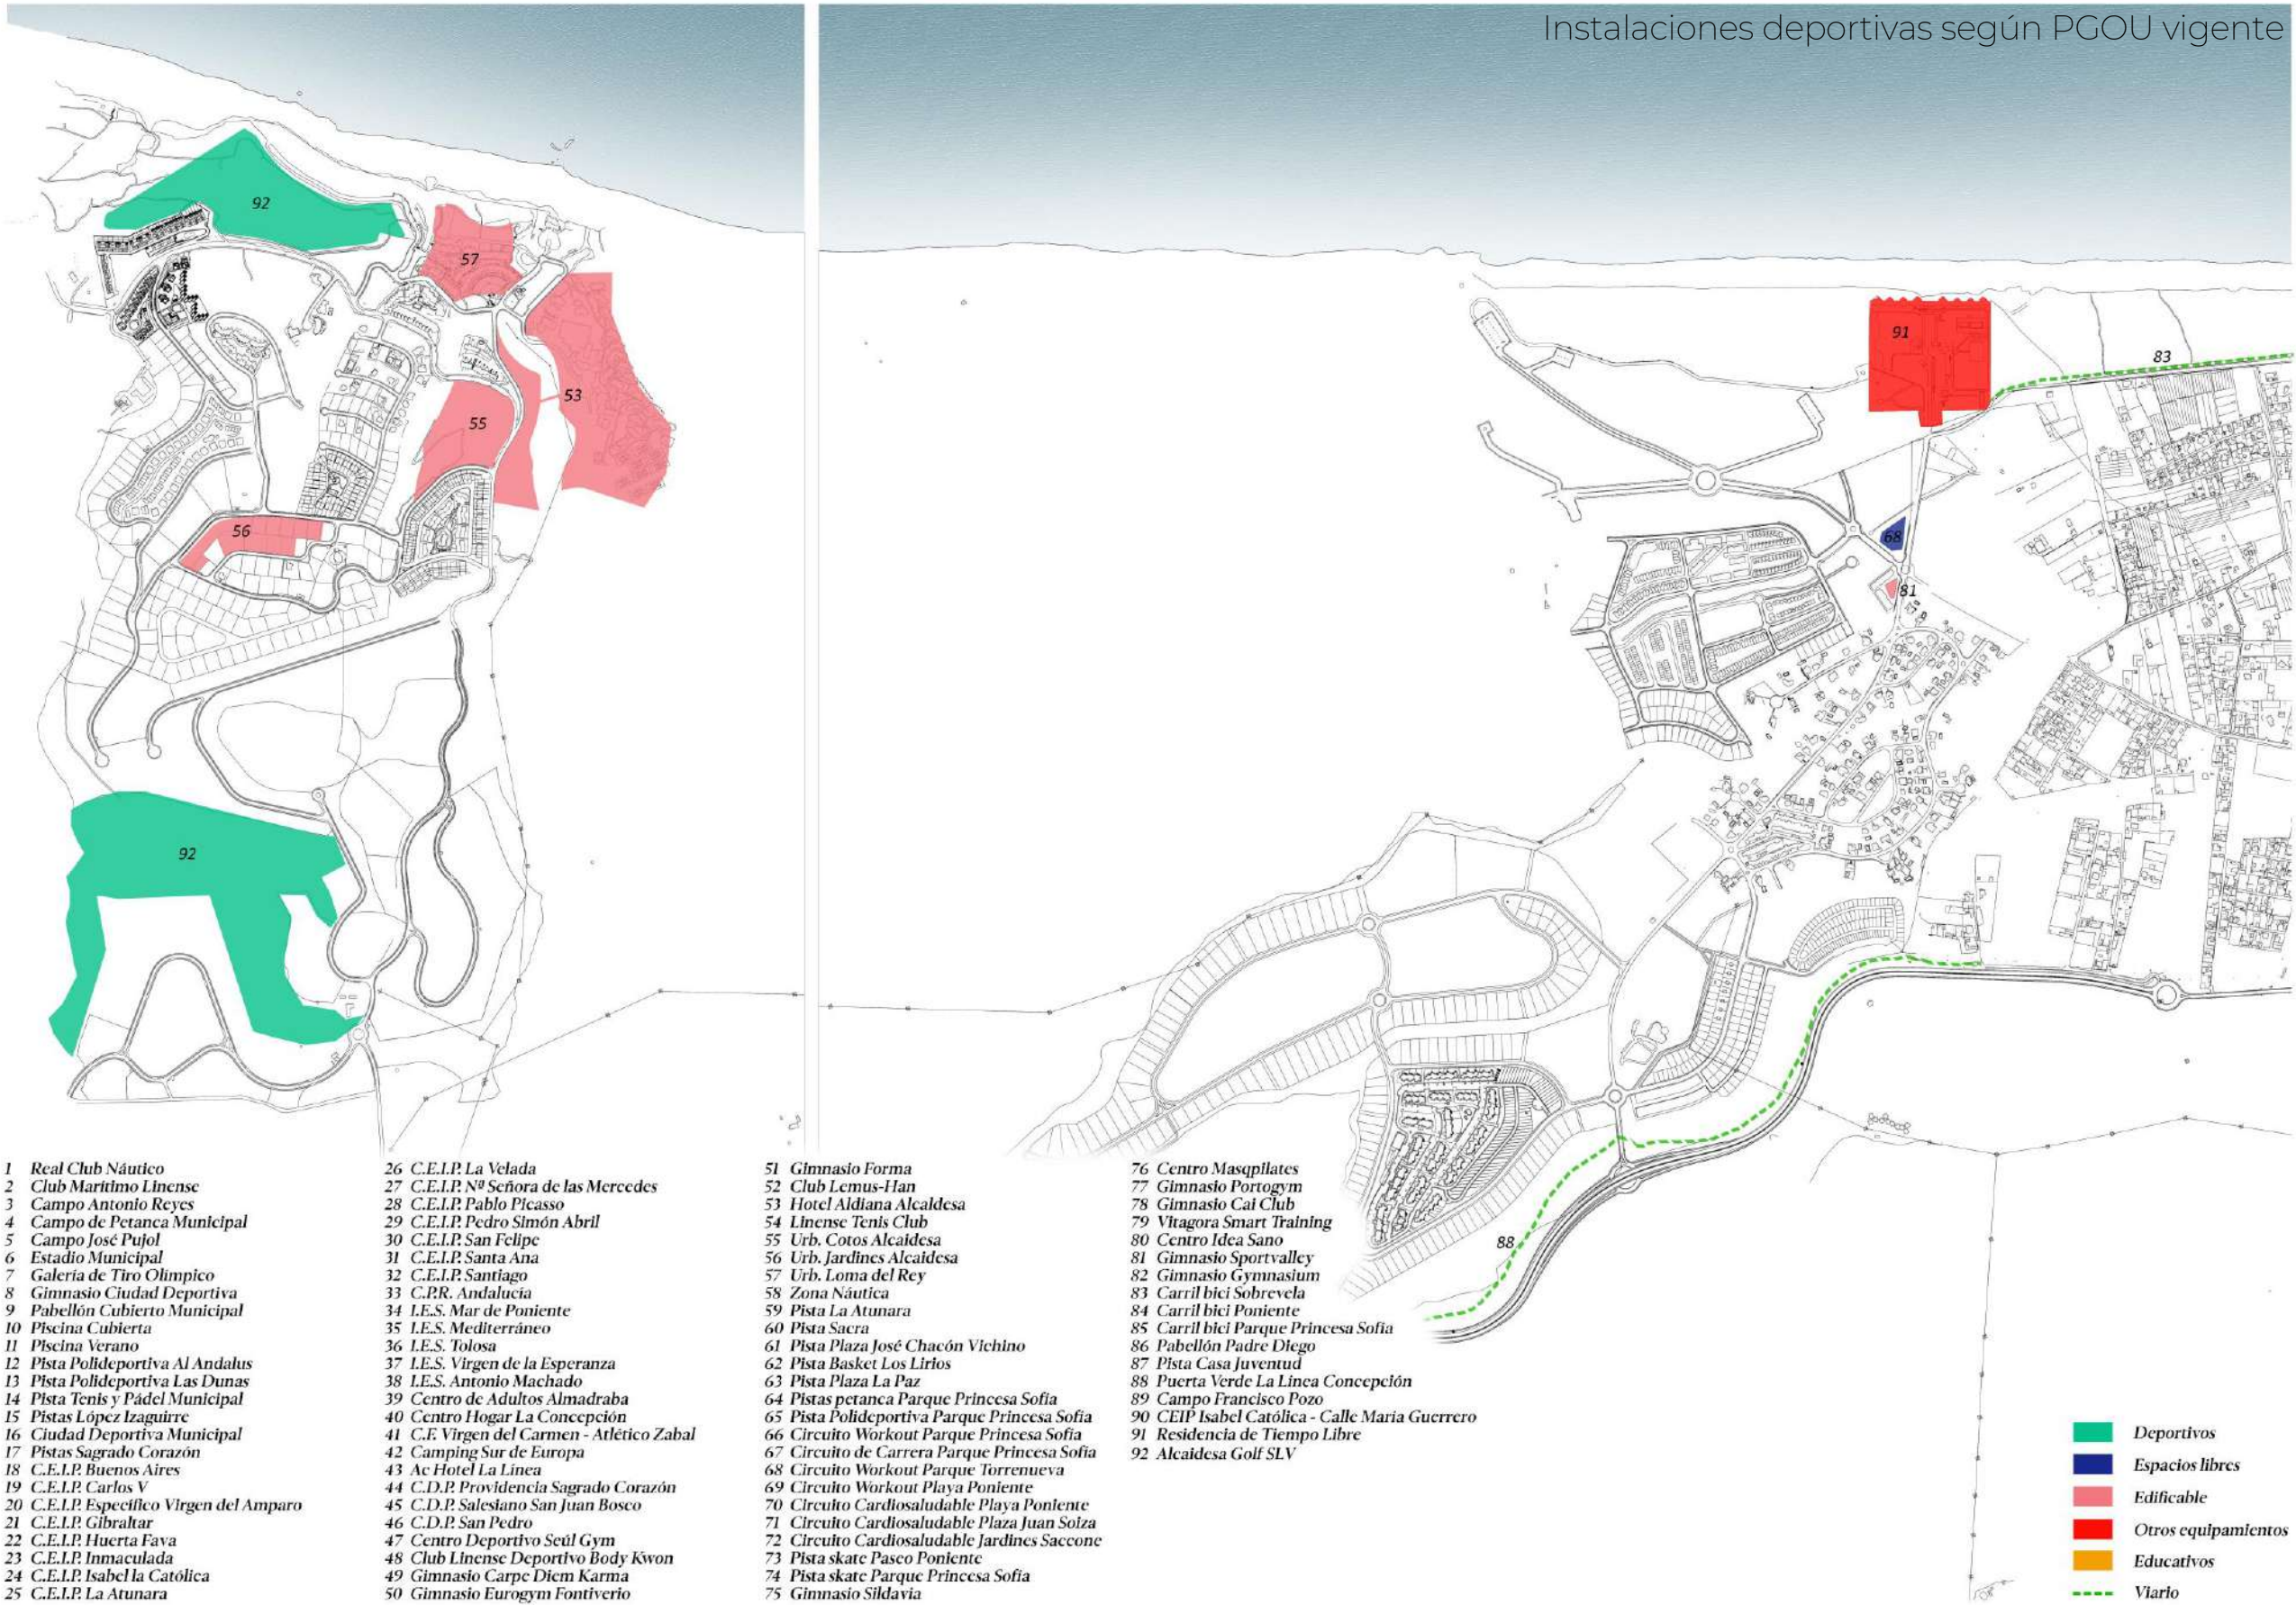 Instalaciones deportivas según PGOU vigente
92
57
53
55
56
92
91
83
68
81
88
1 Real Club Náutico
2 Club Marítimo Linense
3 Campo Antonio Reyes
4 Campo de Petanca Municipal
5 Campo José Pujol
6 Estadio Municipal
7 Galería de Tiro Olímpico
8 Gimnasio Ciudad Deportiva
9 Pabellón Cubierto Municipal
10 Piscina Cubierta
11 Piscina Verano
12 Pista Polideportiva Al Andalus
13 Pista Polideportiva Las Dunas
14 Pista Tenis y Pádel Municipal
15 Pistas López Izaguirre
16 Ciudad Deportiva Municipal
17 Pistas Sagrado Corazón
18 C.E.I.P. Buenos Aires
19 C.E.I.P. Carlos V
20 C.E.I.P. Específico Virgen del Amparo
21 C.E.I.P. Gibraltar
22 C.E.I.P. Huerta Fava
23 C.E.I.P. Inmaculada
24 C.E.I.P. Isabel la Católica
25 C.E.I.P. La Atunara
26 C.E.I.P. La Velada
27 C.E.I.P. Nª Señora de las Mercedes
28 C.E.I.P. Pablo Picasso
29 C.E.I.P. Pedro Simón Abril
30 C.E.I.P. San Felipe
31 C.E.I.P. Santa Ana
32 C.E.I.P. Santiago
33 C.P.R. Andalucía
34 I.E.S. Mar de Poniente
35 I.E.S. Mediterráneo
36 I.E.S. Tolosa
37 I.E.S. Virgen de la Esperanza
38 I.E.S. Antonio Machado
39 Centro de Adultos Almadraba
40 Centro Hogar La Concepción
41 C.F. Virgen del Carmen - Atlético Zabal
42 Camping Sur de Europa
43 Ac Hotel La Línea
44 C.D.P. Providencia Sagrado Corazón
45 C.D.P. Salesiano San Juan Bosco
46 C.D.P. San Pedro
47 Centro Deportivo Seúl Gym
48 Club Linense Deportivo Body Kwon
49 Gimnasio Carpe Diem Karma
50 Gimnasio Eurogym Fontiverio
51 Gimnasio Forma
52 Club Lemus-Han
53 Hotel Aldiana Alcaldesa
54 Linense Tenis Club
55 Urb. Cotos Alcaidesa
56 Urb. Jardines Alcaidesa
57 Urb. Loma del Rey
58 Zona Náutica
59 Pista La Atunara
60 Pista Sacra
61 Pista Plaza José Chacón Vichino
62 Pista Basket Los Lirios
63 Pista Plaza La Paz
64 Pistas petanca Parque Princesa Sofía
65 Pista Polideportiva Parque Princesa Sofía
66 Circuito Workout Parque Princesa Sofía
67 Circuito de Carrera Parque Princesa Sofía
68 Circuito Workout Parque Torrenueva
69 Circuito Workout Playa Poniente
70 Circuito Cardiosaludable Playa Poniente
71 Circuito Cardiosaludable Plaza Juan Soiza
72 Circuito Cardiosaludable Jardines Saccone
73 Pista skate Paseo Poniente
74 Pista skate Parque Princesa Sofía
75 Gimnasio Sildavia
76 Centro Masqpilates
77 Gimnasio Portogym
78 Gimnasio Cai Club
79 Vitagora Smart Training
80 Centro Idea Sano
81 Gimnasio Sportvalley
82 Gimnasio Gymnasium
83 Carril bici Sobrevela
84 Carril bici Poniente
85 Carril bici Parque Princesa Sofía
86 Pabellón Padre Diego
87 Pista Casa Juventud
88 Puerta Verde La Línea Concepción
89 Campo Francisco Pozo
90 CEIP Isabel Católica - Calle María Guerrero
91 Residencia de Tiempo Libre
92 Alcaidesa Golf SLV
Deportivos
Espacios libres
Edificable
Otros equipamientos
Educativos
Viario